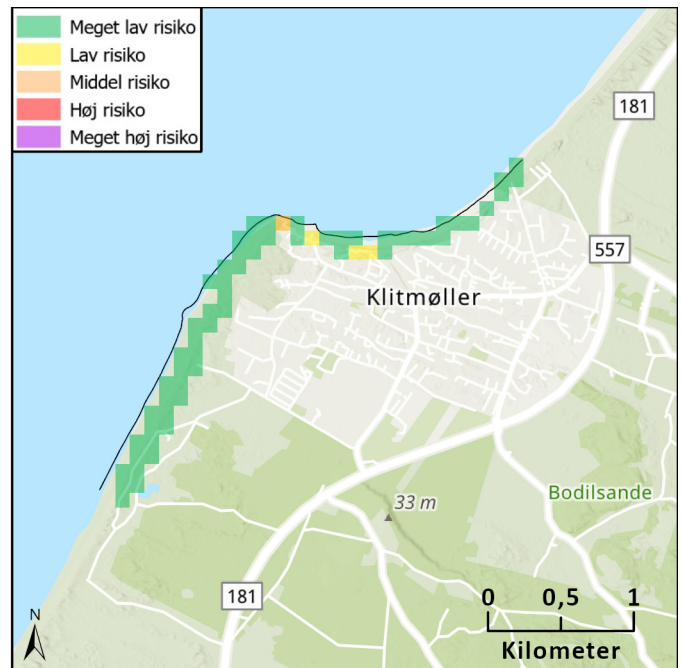 Meget lav risiko
Lav risiko
Middel risiko
Høj risiko
Meget høj risiko
181
557
Klitmøller
Bodilsande
33 m
181
0 0,5 1
Kilometer
N